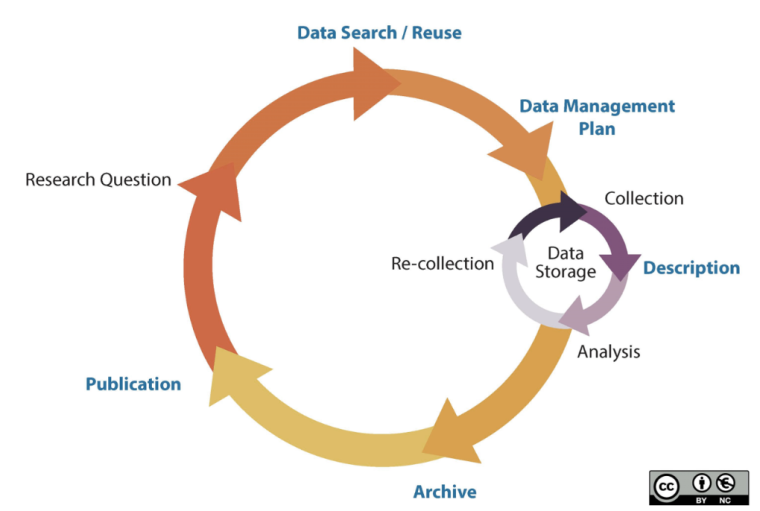 Data Search / Reuse
Data Management
Plan
Research Question
Collection
Data
Storage
Re-collection
Description
Analysis
Publication
Archive
cc
BY NC